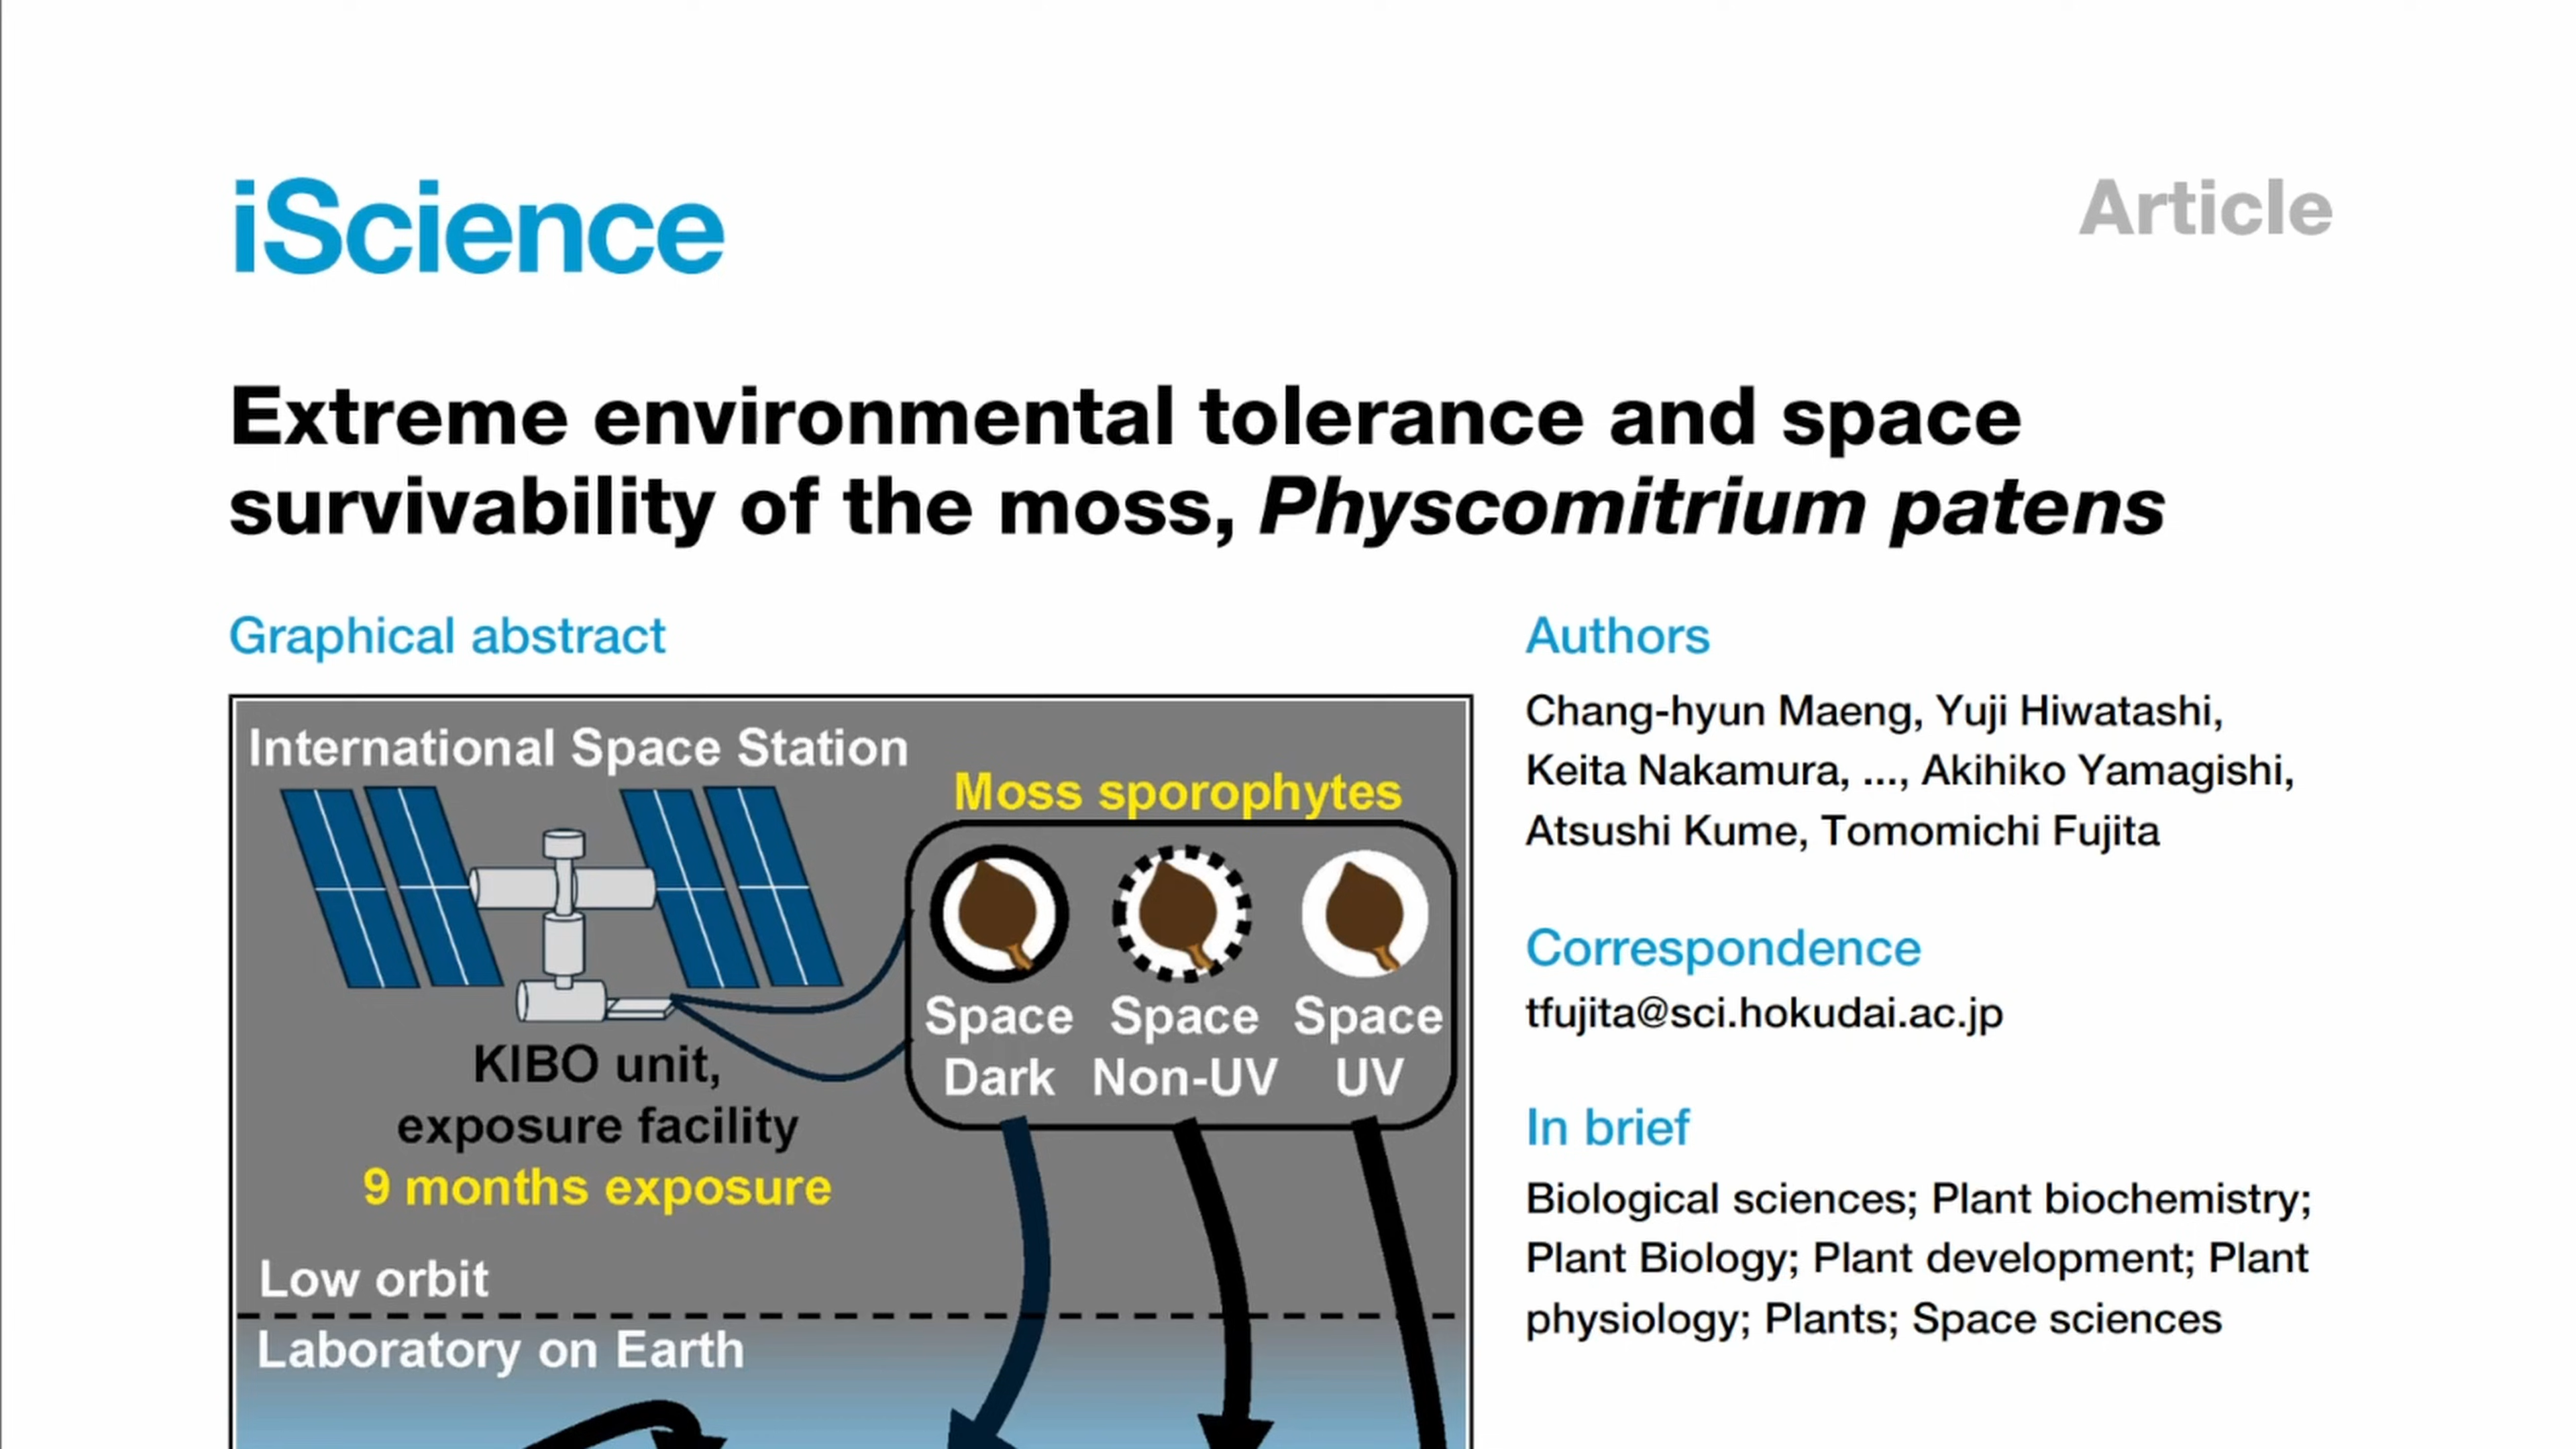 iScience
Article
Extreme environmental tolerance and space
survivability of the moss, Physcomitrium patens
Graphical abstract
International Space Station
Moss sporophytes
Space Dark
Space Non-UV
Space UV
KIBO unit,
exposure facility
9 months exposure
Low orbit
Laboratory on Earth
Authors
Chang-hyun Maeng, Yuji Hiwatashi,
Keita Nakamura, ..., Akihiko Yamagishi,
Atsushi Kume, Tomomichi Fujita
Correspondence
tfujita@sci.hokudai.ac.jp
In brief
Biological sciences; Plant biochemistry;
Plant Biology; Plant development; Plant
physiology; Plants; Space sciences